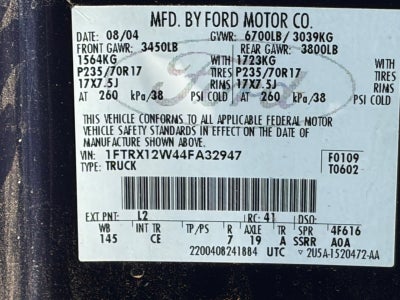 MFD. BY FORD MOTOR CO.
DATE: 08/04 GVWR: 6700LB/ 3039KG
FRONT GAWR: 3450LB REAR GAWR: 3800LB
1564KG WITH 1723KG WITH
P235/70R17 TIRES P235/70R17 TIRES
17X7.5J RIMS 17X7.5J RIMS
AT 260 kPa/38 PSI COLD AT 260 kPa/38 PSI COLD
Ford
THIS VEHICLE CONFORMS TO ALL APPLICABLE FEDERAL MOTOR
VEHICLE SAFETY STANDARDS IN EFFECT ON THE DATE OF
MANUFACTURE SHOWN ABOVE.
VIN: 1FTRX12W44FA32947 F0109
TYPE: TRUCK T0602
EXT PNT: L2 RC: 41 DSO:
WB BRK INT TR TP/PS R AXLE TR SPR 4F616
145 CE 7 19 A SSRR A0A
2200408241884 UTC 2U5A-1520472-AA